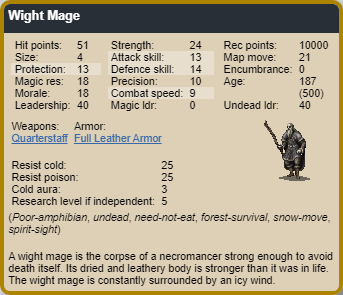 Wight Mage
Hit points: 51 Strength: 24 Rec points: 10000
Size: 4 Attack skill: 13 Map move: 21
Protection: 13 Defence skill: 14 Encumbrance: 0
Magic res: 18 Precision: 10 Age: 187
Morale: 18 Combat speed: 9 (500)
Leadership: 40 Magic ldr: 0 Undead ldr: 40
Weapons: Armor:
Quarterstaff Full Leather Armor
Resist cold: 25
Resist poison: 25
Cold aura: 3
Research level if independent: 5
(Poor-amphibian, undead, need-not-eat, forest-survival, snow-move,
spirit-sight)
A wight mage is the corpse of a necromancer strong enough to avoid
death itself. Its dried and leathery body is stronger than it was in life.
The wight mage is constantly surrounded by an icy wind.